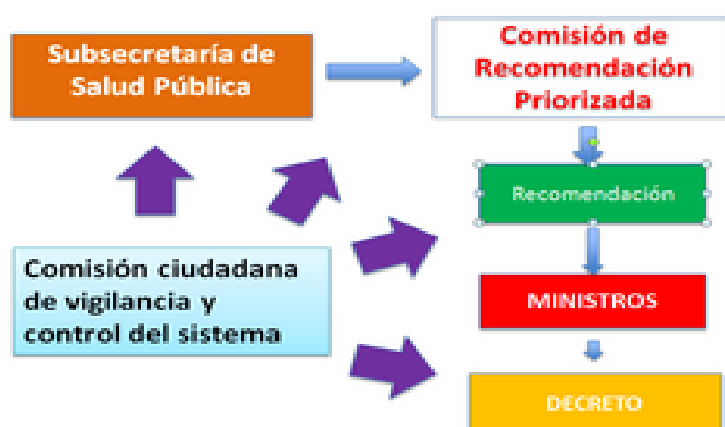 Subsecretaría de
Salud Pública
Comisión de
Recomendación
Priorizada
Recomendación
Comisión ciudadana
de vigilancia y
control del sistema
MINISTROS
DECRETO